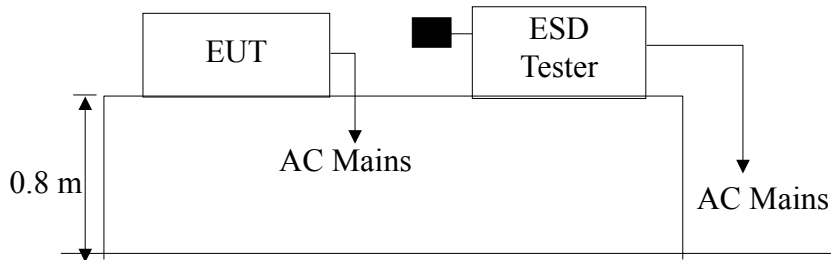 EUT
ESD
Tester
AC Mains
0.8 m
AC Mains